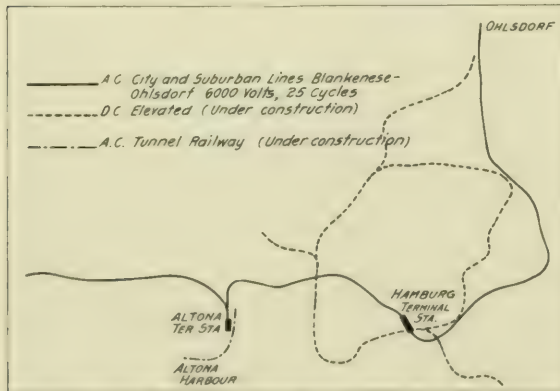 OHLSDORF
A.C. City and Suburban Lines Blankenese-
Ohlsdorf 6000 Volts, 25 Cycles
D.C. Elevated (Under construction)
A.C. Tunnel Railway (Under construction)
HAMBURG
TERMINAL
STA.
ALTONA
TER STA
ALTONA
HARBOUR